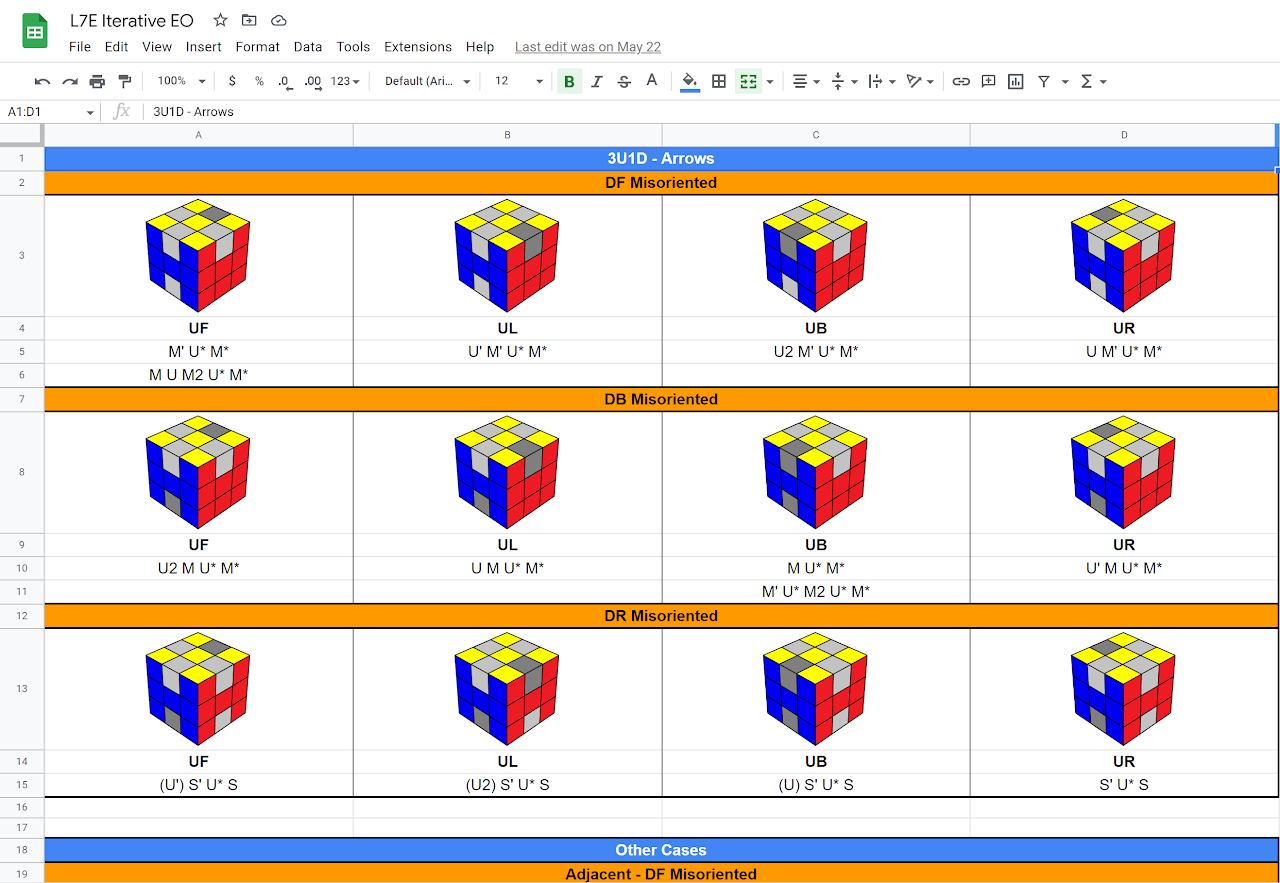 L7E Iterative EO
File Edit View Insert Format Data Tools Extensions Help Last edit was on May 22
100% $ % .0 .00 123 Default (Ari... 12 B I S A Σ
A1:D1 fx 3U1D - Arrows
A B C D
1 3U1D - Arrows
2 DF Misoriented
3
4 UF UL UB UR
5 M' U* M* U' M' U* M* U2 M' U* M* U M' U* M*
6 M U M2 U* M*
7 DB Misoriented
8
9 UF UL UB UR
10 U2 M U* M* U M U* M* M U* M* U' M U* M*
11 M' U* M2 U* M*
12 DR Misoriented
13
14 UF UL UB UR
15 (U') S' U* S (U2) S' U* S (U) S' U* S S' U* S
16
17
18 Other Cases
19 Adjacent - DF Misoriented